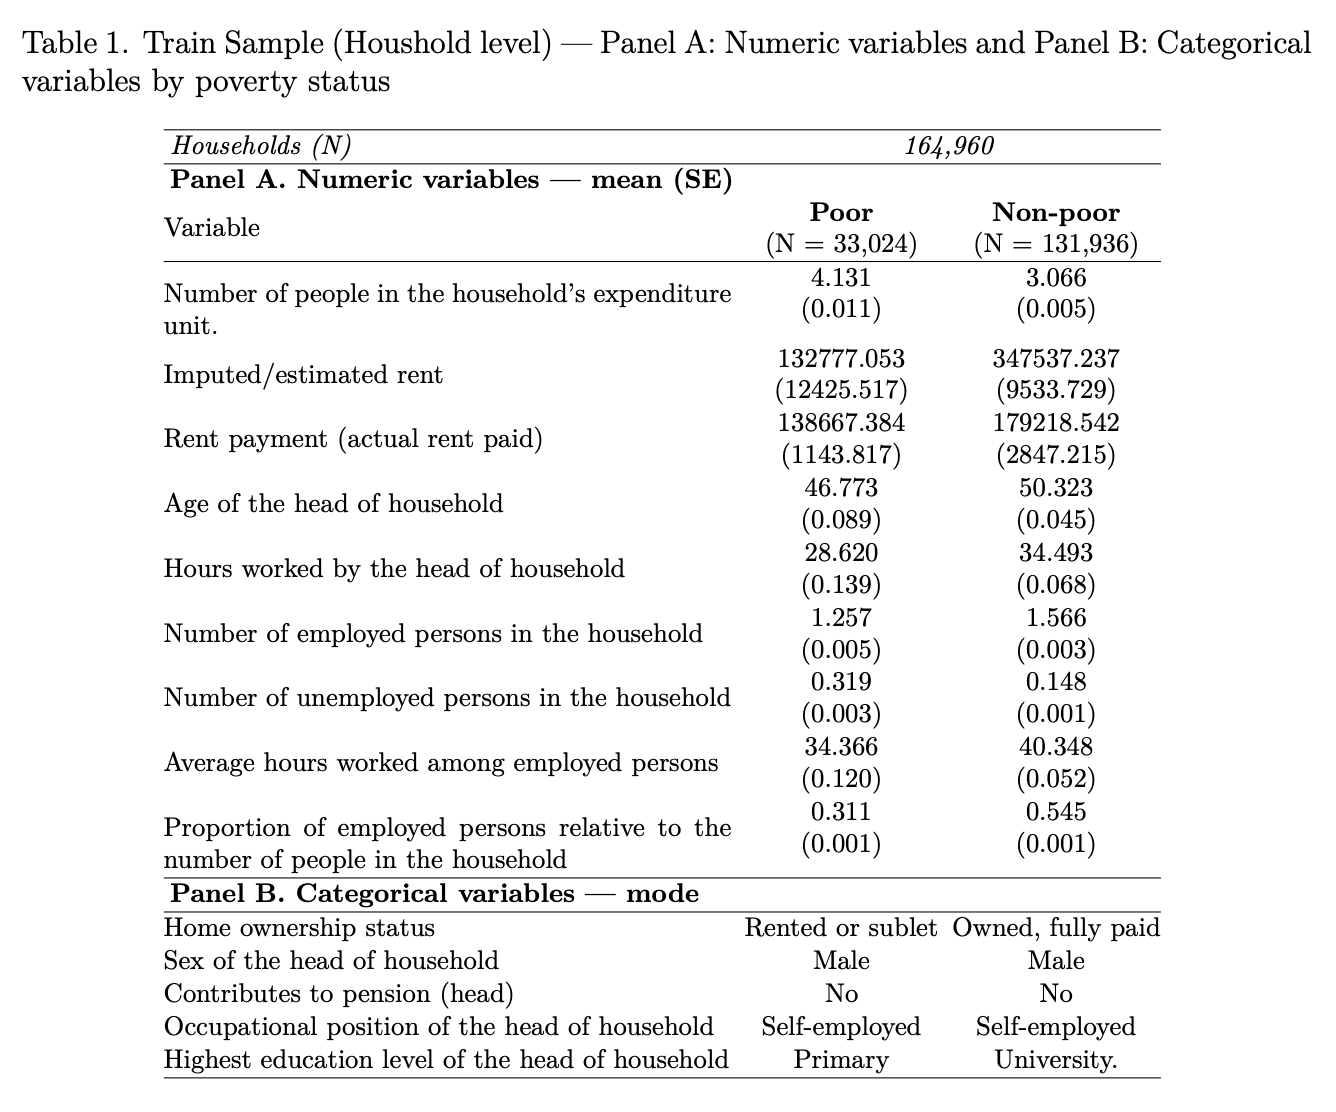 Table 1. Train Sample (Houshold level) — Panel A: Numeric variables and Panel B: Categorical
variables by poverty status
Households (N) 164,960
Panel A. Numeric variables — mean (SE)
Variable Poor Non-poor
(N = 33,024) (N = 131,936)
Number of people in the household's expenditure
unit.
4.131 3.066
(0.011) (0.005)
Imputed/estimated rent
132777.053 347537.237
(12425.517) (9533.729)
Rent payment (actual rent paid)
138667.384 179218.542
(1143.817) (2847.215)
Age of the head of household
46.773 50.323
(0.089) (0.045)
Hours worked by the head of household
28.620 34.493
(0.139) (0.068)
Number of employed persons in the household
1.257 1.566
(0.005) (0.003)
Number of unemployed persons in the household
0.319 0.148
(0.003) (0.001)
Average hours worked among employed persons
34.366 40.348
(0.120) (0.052)
Proportion of employed persons relative to the
number of people in the household
0.311 0.545
(0.001) (0.001)
Panel B. Categorical variables — mode
Home ownership status Rented or sublet Owned, fully paid
Sex of the head of household Male Male
Contributes to pension (head) No No
Occupational position of the head of household Self-employed Self-employed
Highest education level of the head of household Primary University.